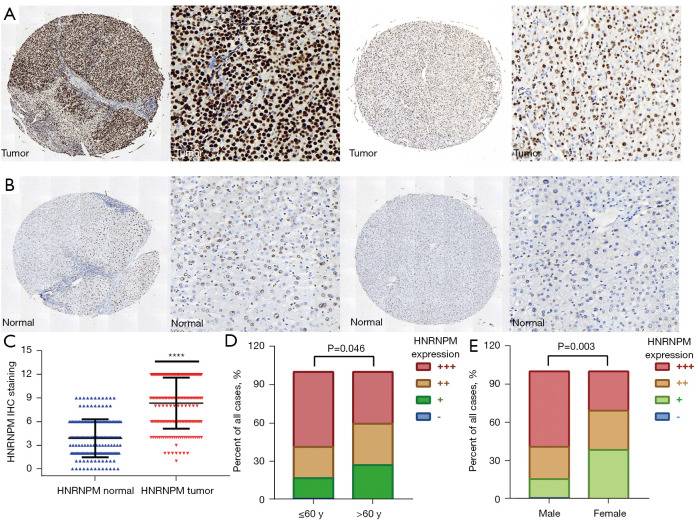 A
Tumor
Tumor
Tumor
Tumor
B
Normal
Normal
Normal
Normal
C
HNRNPM IHC staining
15
12
9
6
3
0
****
HNRNPM normal
HNRNPM tumor
D
Percent of all cases, %
120
90
60
30
0
P=0.046
≤60 y
>60 y
HNRNPM
expression
+++
++
+
-
E
Percent of all cases, %
120
90
60
30
0
P=0.003
Male
Female
HNRNPM
expression
+++
++
+
-